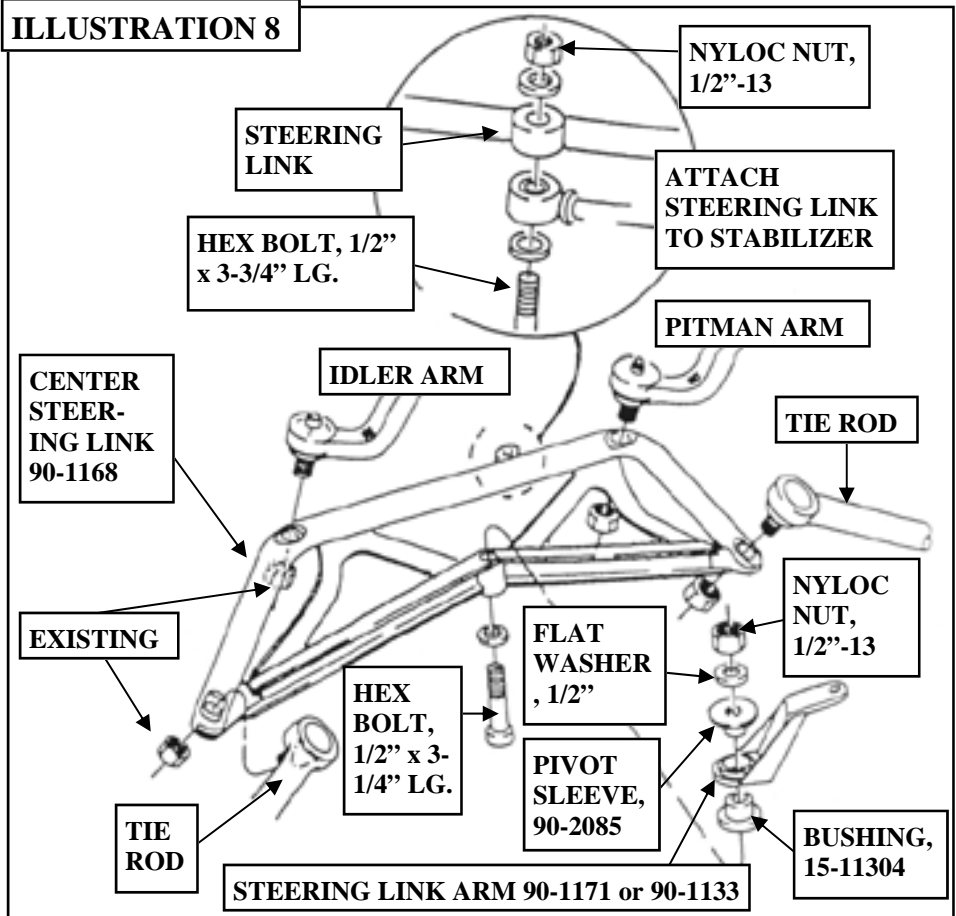 ILLUSTRATION 8
NYLOC NUT,
1/2”-13
STEERING
LINK
ATTACH
STEERING LINK
TO STABILIZER
HEX BOLT, 1/2”
x 3-3/4” LG.
PITMAN ARM
IDLER ARM
CENTER
STEER-
ING LINK
90-1168
TIE ROD
EXISTING
NYLOC
NUT,
1/2”-13
FLAT
WASHER
, 1/2”
HEX
BOLT,
1/2” x 3-
1/4” LG.
PIVOT
SLEEVE,
90-2085
TIE
ROD
BUSHING,
15-11304
STEERING LINK ARM 90-1171 or 90-1133